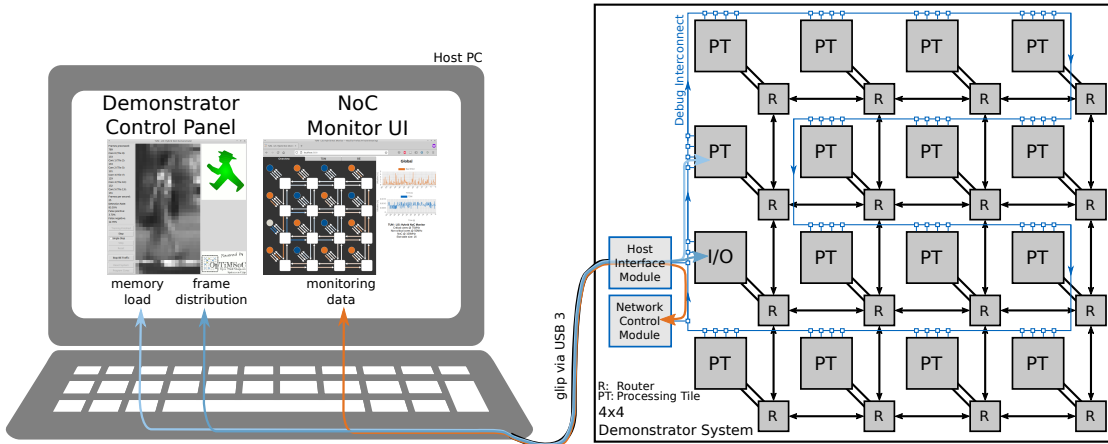 Host PC
Demonstrator
Control Panel
NoC
Monitor UI
Global
memory
load
frame
distribution
monitoring
data
glip via USB 3
Debug Interconnect
Host
Interface
Module
Network
Control
Module
PT PT PT PT
R R R R
PT PT PT PT
R R R R
I/O PT PT PT
R R R R
PT PT PT PT
R R R R
R: Router
PT: Processing Tile
4x4
Demonstrator System